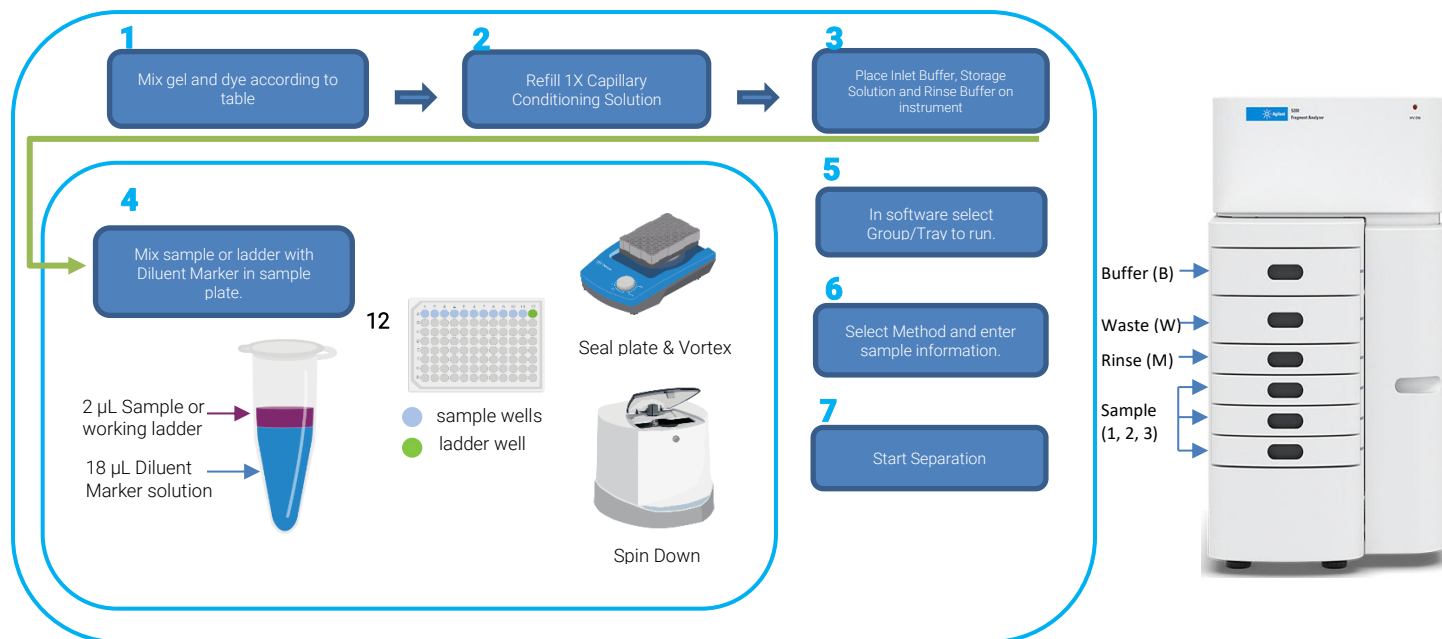 1
Mix gel and dye according to
table
2
Refill 1X Capillary
Conditioning Solution
3
Place Inlet Buffer, Storage
Solution and Rinse Buffer on
instrument
4
Mix sample or ladder with
Diluent Marker in sample
plate.
2 µL Sample or
working ladder
18 µL Diluent
Marker solution
12
sample wells
ladder well
Seal plate & Vortex
Spin Down
5
In software select
Group/Tray to run.
6
Select Method and enter
sample information.
7
Start Separation
Buffer (B)
Waste (W)
Rinse (M)
Sample
(1, 2, 3)
Agilent
Fragment Analyzer